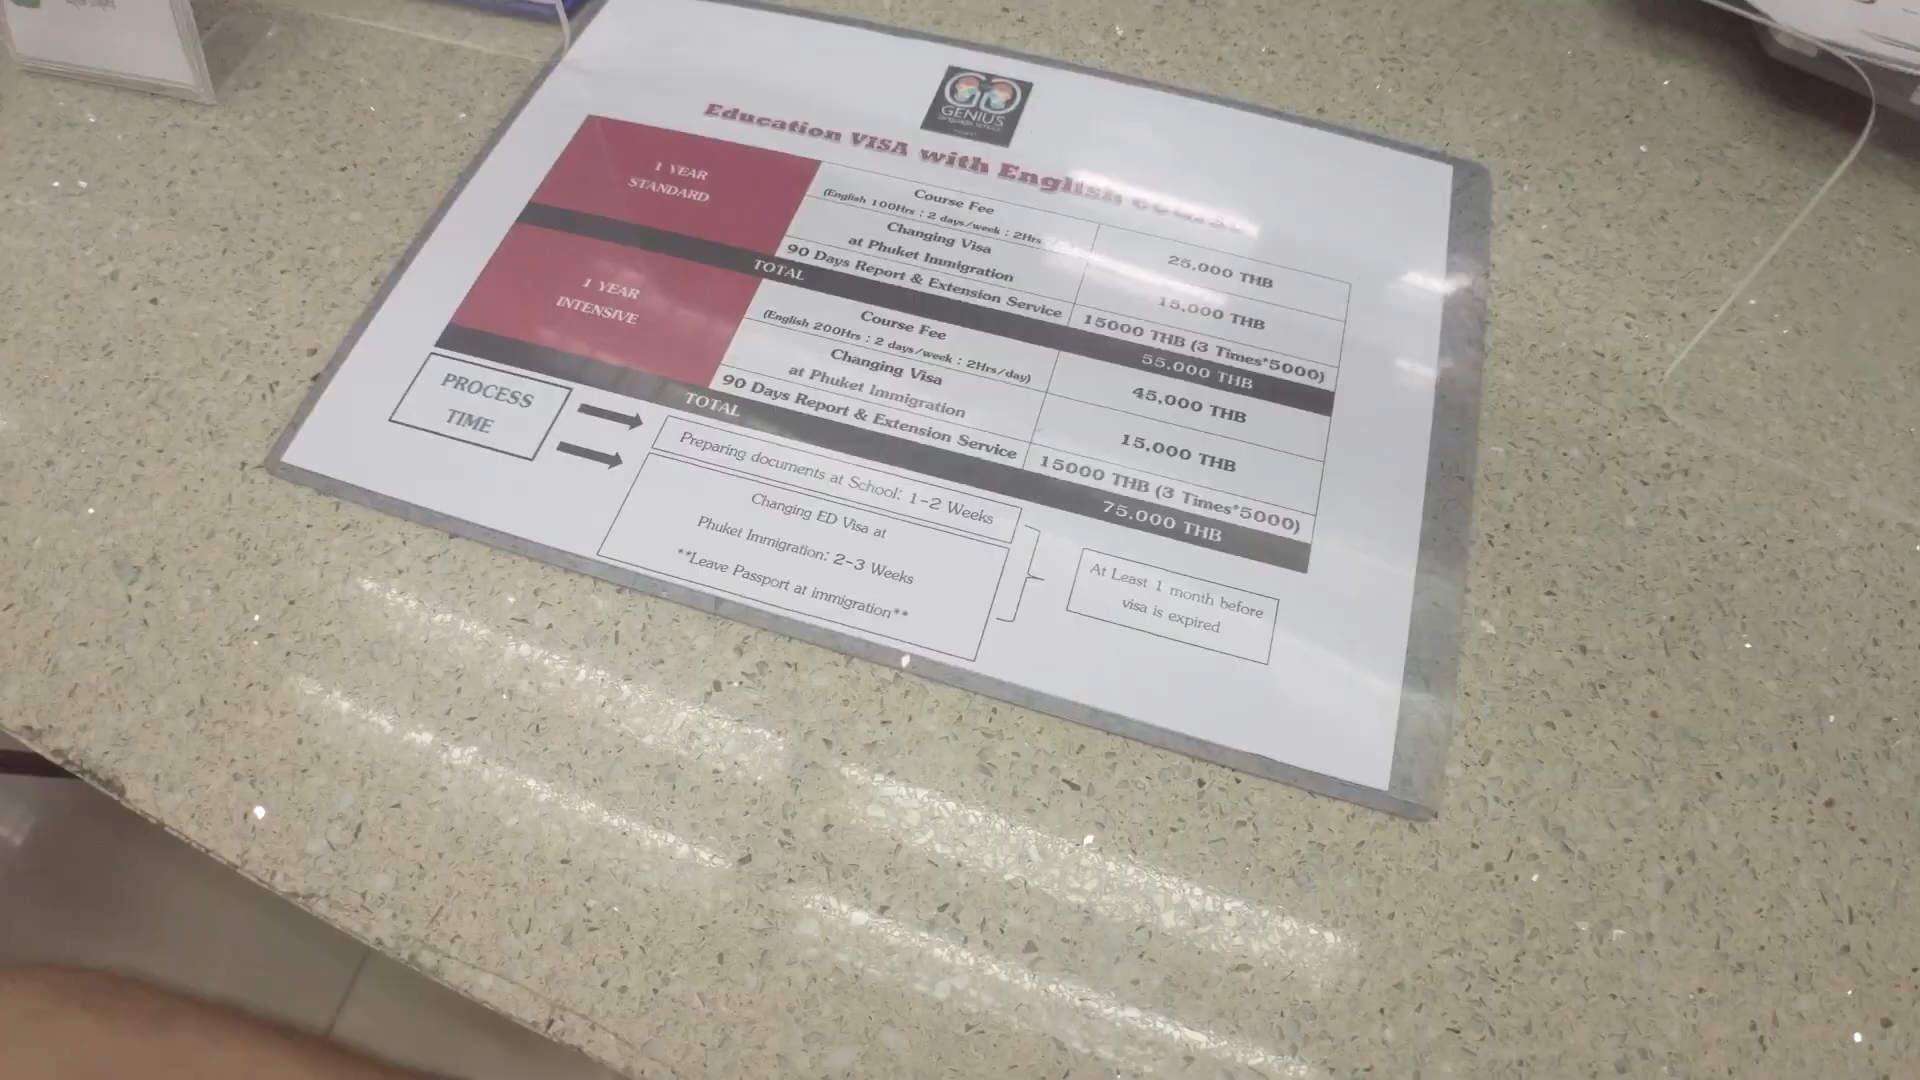 GENIUS
Education VISA with English
1 YEAR
STANDARD
Course Fee
(English 100Hrs : 2 days/week : 2Hrs
25,000 THB
Changing Visa
at Phuket Immigration
15,000 THB
90 Days Report & Extension Service
15000 THB (3 Times*5000)
TOTAL
55,000 THB
1 YEAR
INTENSIVE
Course Fee
(English 200Hrs : 2 days/week : 2Hrs/day)
45,000 THB
Changing Visa
at Phuket Immigration
15,000 THB
90 Days Report & Extension Service
15000 THB (3 Times*5000)
TOTAL
75,000 THB
PROCESS
TIME
Preparing documents at School: 1-2 Weeks
Changing ED Visa at
Phuket Immigration: 2-3 Weeks
**Leave Passport at immigration**
At Least 1 month before
visa is expired